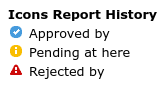 Icons Report History
Approved by
Pending at here
Rejected by